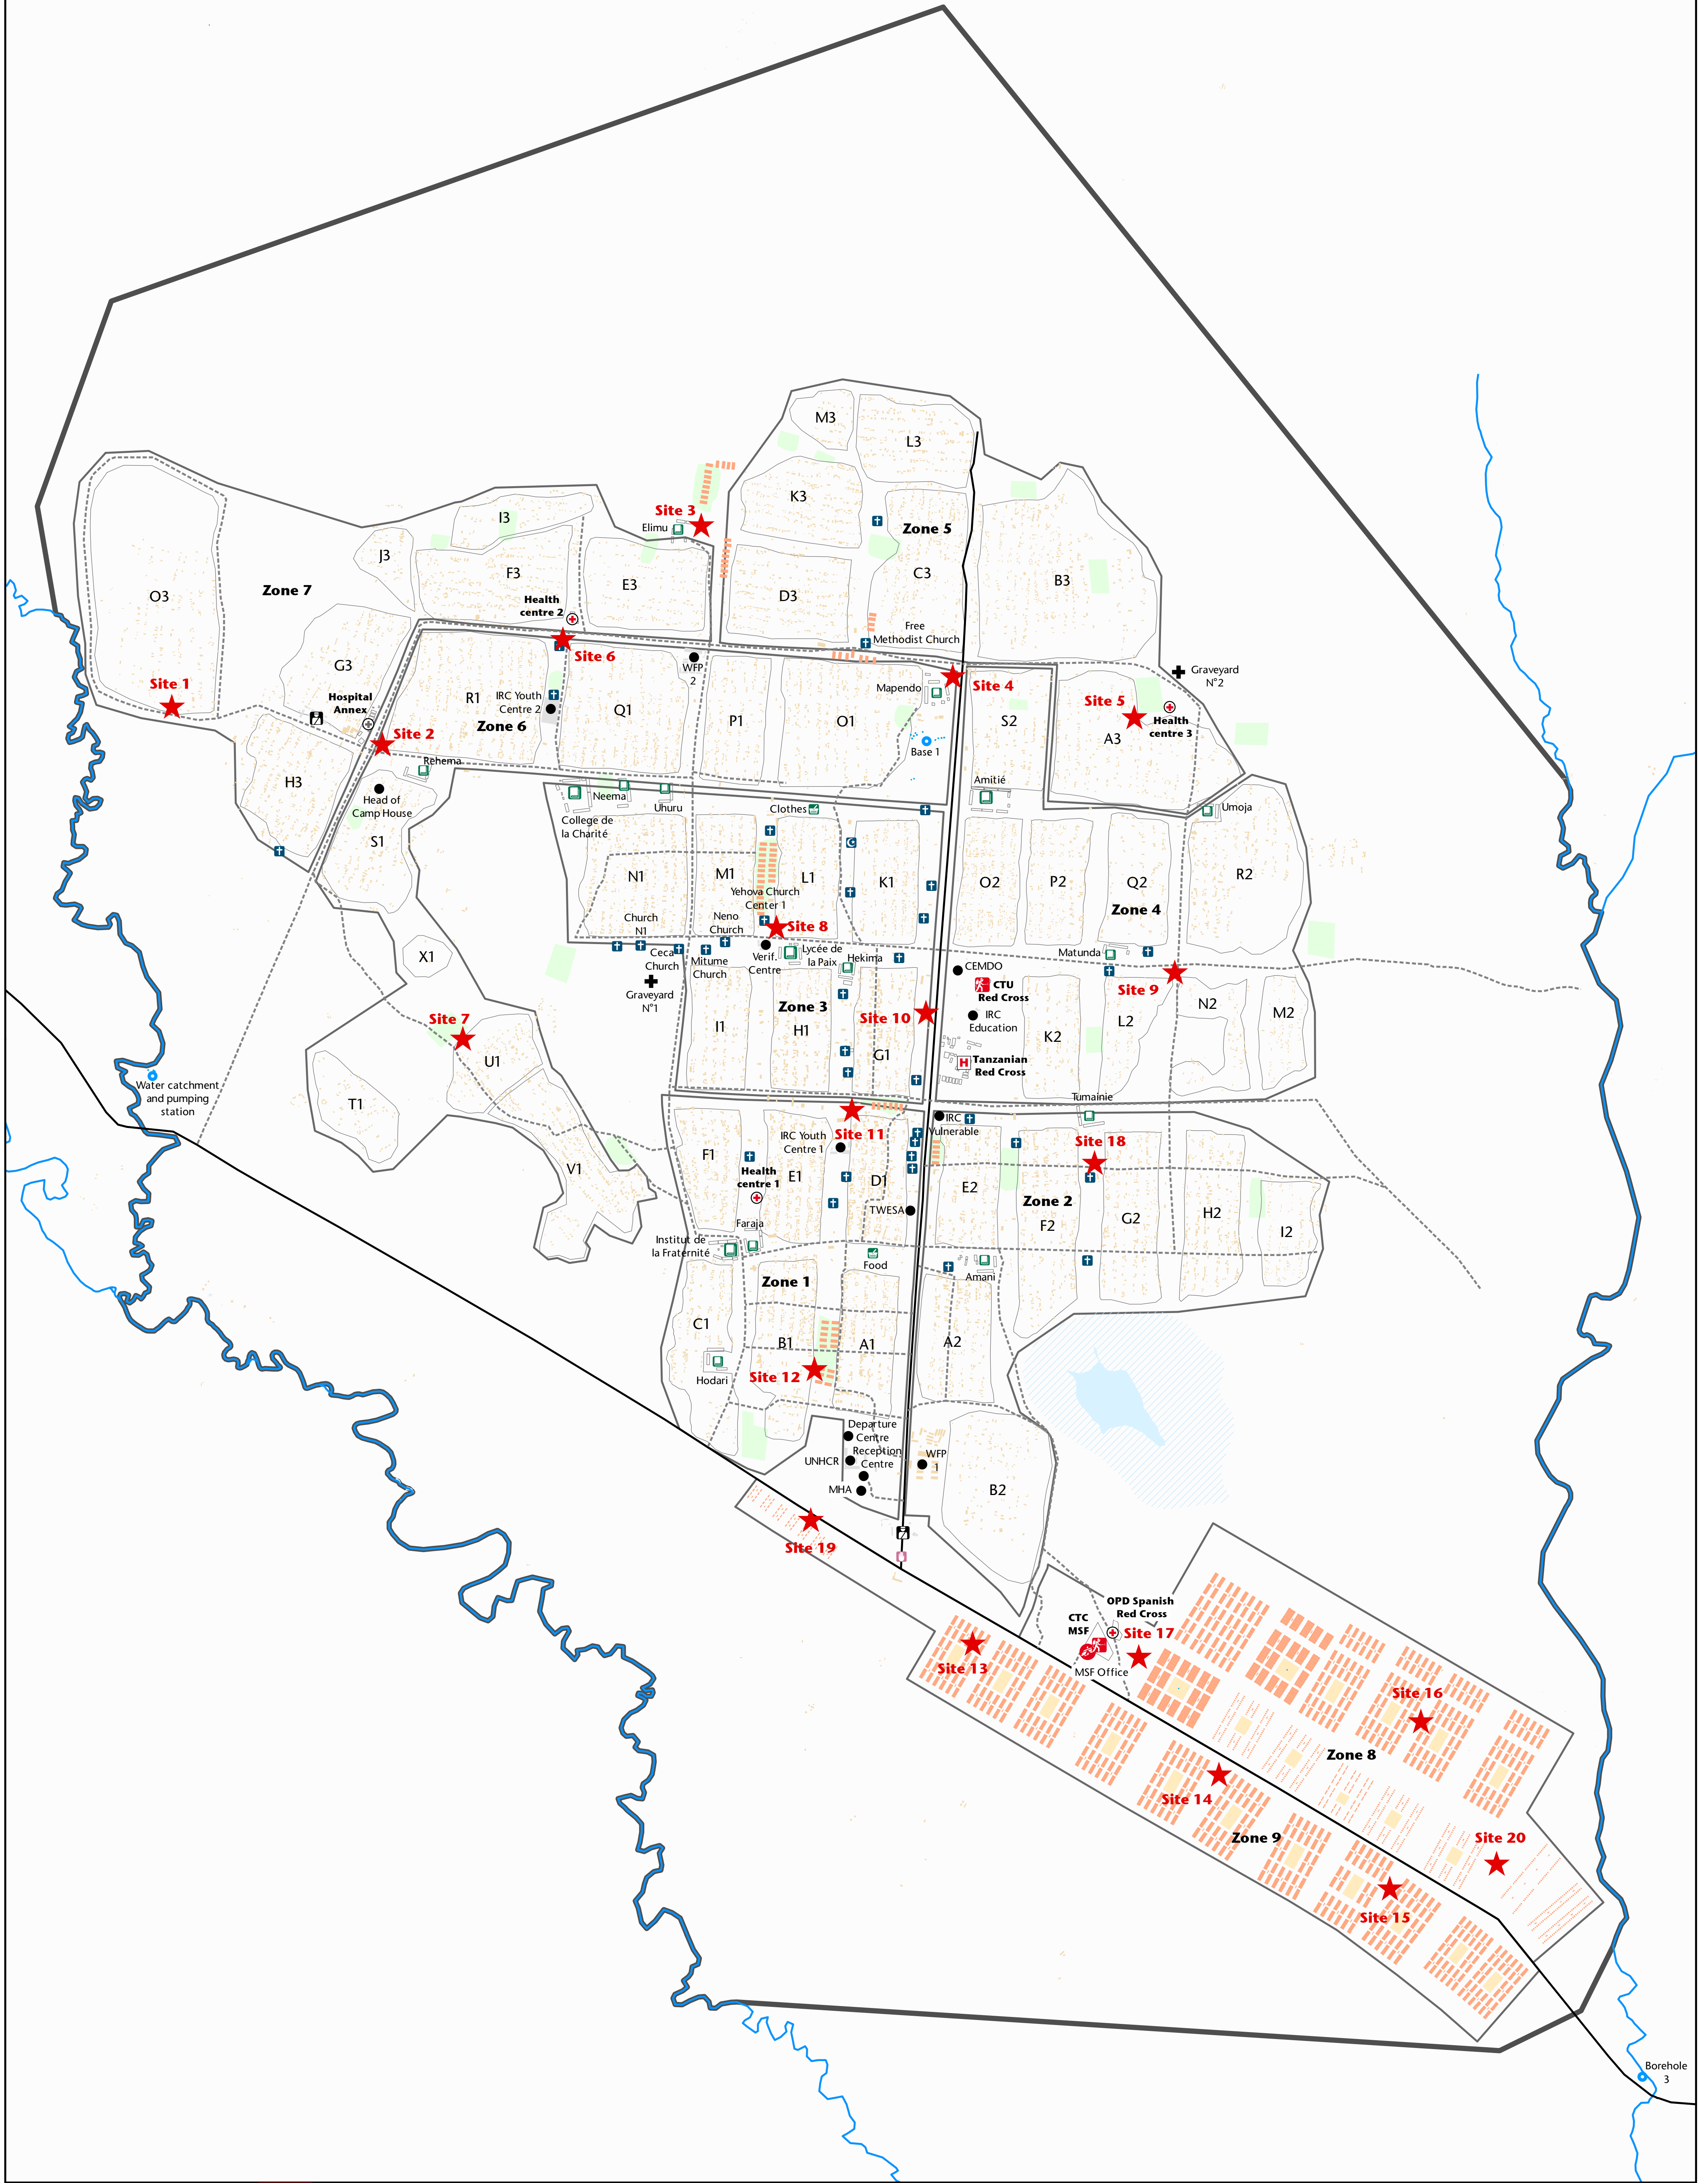 M3
L3
K3
Zone 5
I3
Site 3
Elimu
J3
F3
E3
C3
B3
D3
O3
Zone 7
Health
centre 2
Free
Methodist Church
G3
Site 6
WFP
2
Graveyard
N°2
Site 1
Mapendo
Site 4
Hospital
Annex
R1
IRC Youth
Centre 2
Zone 6
Q1
P1
O1
S2
Site 5
Health
centre 3
A3
Site 2
Base 1
Rehema
H3
Head of
Camp House
Neema
Uhuru
Clothes
Amitié
Umoja
College de
la Charité
S1
N1
M1
L1
K1
O2
P2
Q2
R2
Yehova Church
Center 1
Zone 4
Church
N1
Neno
Church
Site 8
X1
Ceca
Church
Mitume
Church
Verif.
Centre
Lycée de
la Paix
Hekima
Matunda
CEMDO
CTU
Red Cross
Site 9
Graveyard
N°1
Zone 3
Site 7
I1
H1
Site 10
IRC
Education
N2
M2
L2
K2
U1
G1
Tanzanian
Red Cross
Water catchment
and pumping
station
T1
Tumainie
IRC
Vulnerable
IRC Youth
Centre 1
Site 11
Site 18
F1
V1
Health
centre 1
E1
D1
E2
Zone 2
TWESA
F2
G2
H2
I2
Faraja
Institut de
la Fraternité
Food
Amani
Zone 1
C1
B1
A1
A2
Hodari
Site 12
Departure
Centre
Reception
Centre
UNHCR
WFP
1
MHA
B2
Site 19
OPD Spanish
Red Cross
CTC
MSF
Site 17
Site 13
MSF Office
Site 16
Zone 8
Site 14
Zone 9
Site 20
Site 15
Borehole
3
H